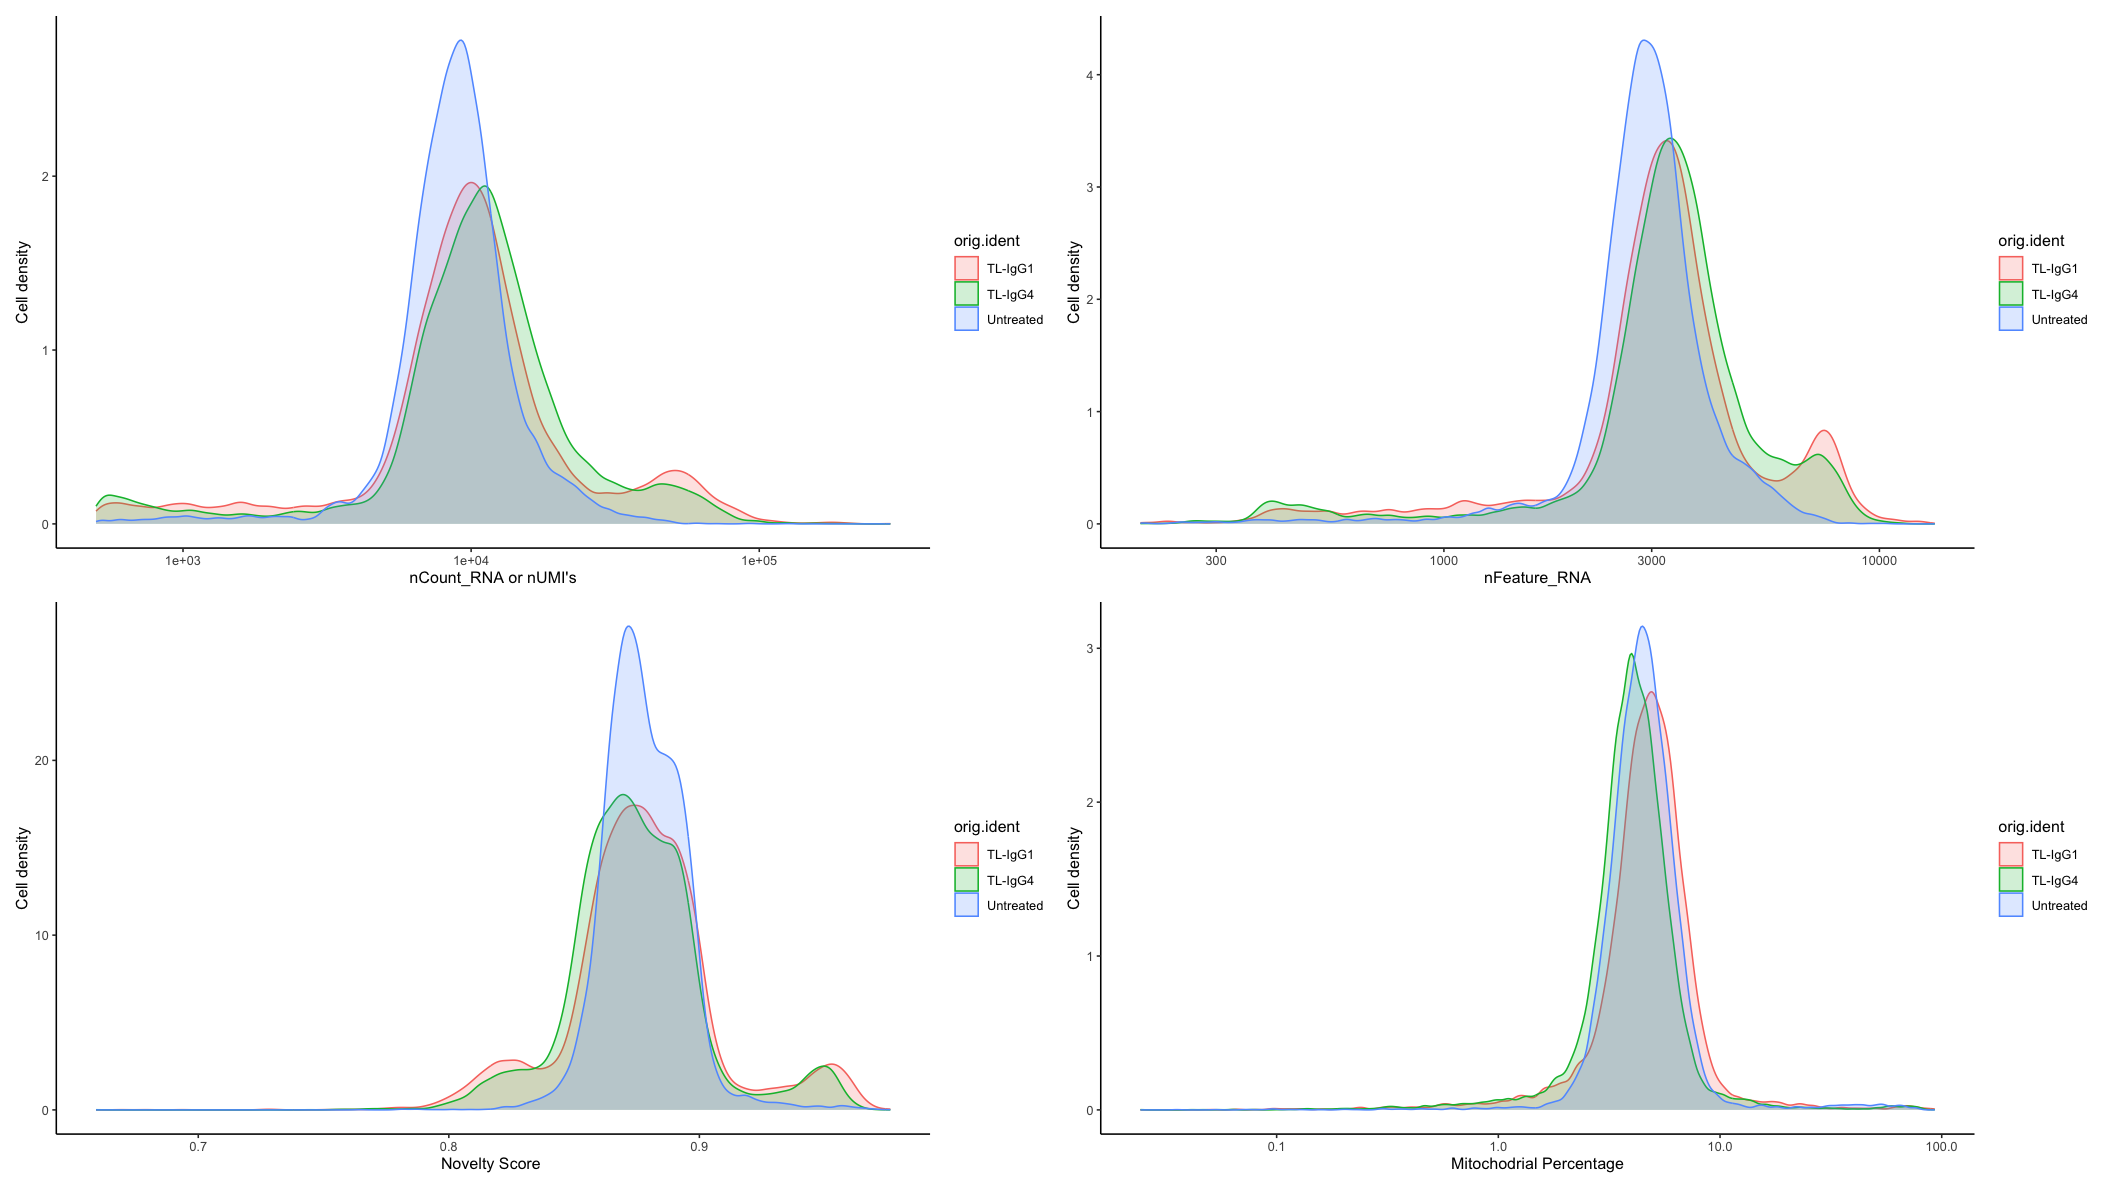 Cell density
2
1
0
1e+03
1e+04
1e+05
nCount_RNA or nUMI's
orig.ident
TL-IgG1
TL-IgG4
Untreated
Cell density
4
3
2
1
0
300
1000
3000
10000
nFeature_RNA
orig.ident
TL-IgG1
TL-IgG4
Untreated
Cell density
20
10
0
0.7
0.8
0.9
Novelty Score
orig.ident
TL-IgG1
TL-IgG4
Untreated
Cell density
3
2
1
0
0.1
1.0
10.0
100.0
Mitochodrial Percentage
orig.ident
TL-IgG1
TL-IgG4
Untreated